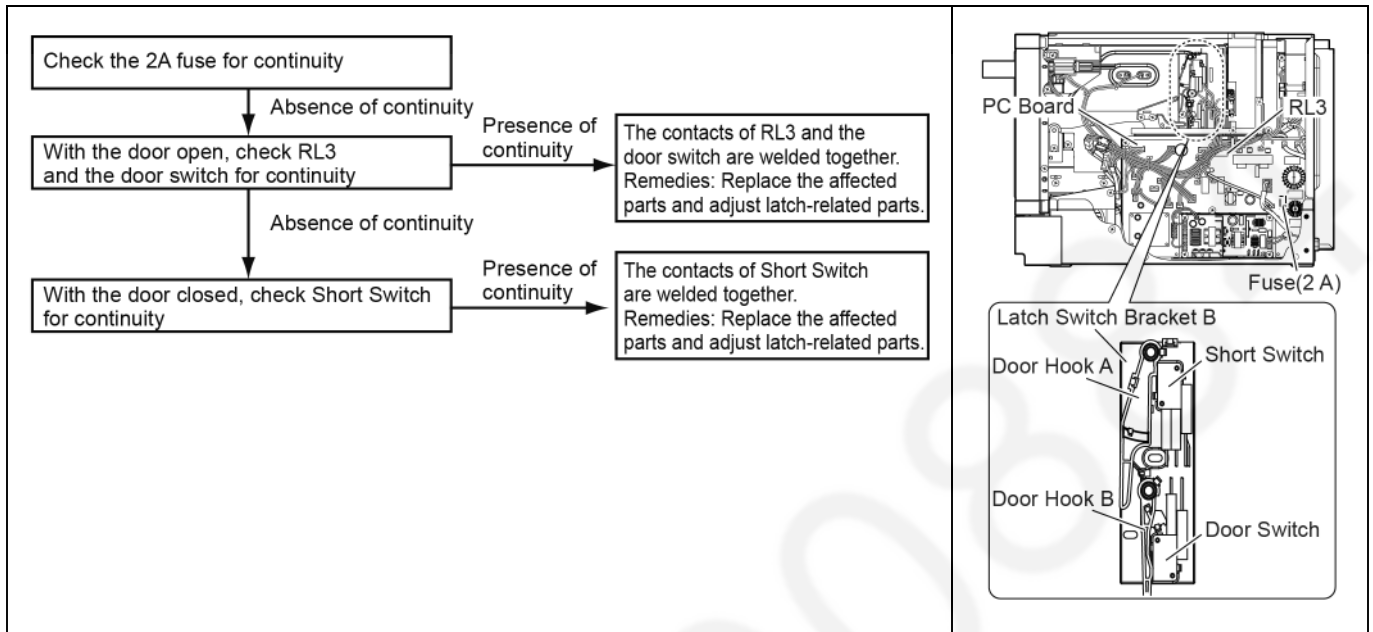 Check the 2A fuse for continuity
Absence of continuity
With the door open, check RL3
and the door switch for continuity
Presence of
continuity
The contacts of RL3 and the
door switch are welded together.
Remedies: Replace the affected
parts and adjust latch-related parts.
Absence of continuity
With the door closed, check Short Switch
for continuity
Presence of
continuity
The contacts of Short Switch
are welded together.
Remedies: Replace the affected
parts and adjust latch-related parts.
PC Board
RL3
Fuse(2 A)
Latch Switch Bracket B
Door Hook A
Short Switch
Door Hook B
Door Switch